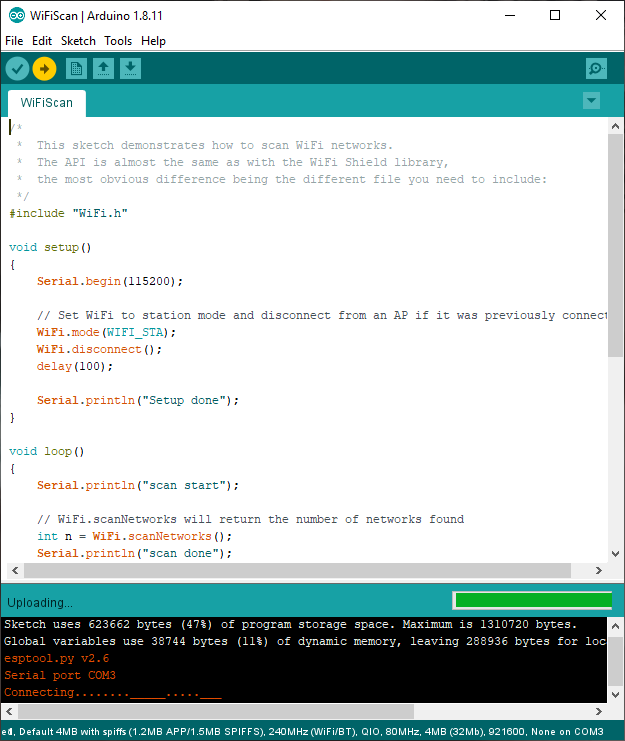 WiFiScan | Arduino 1.8.11
File Edit Sketch Tools Help
WiFiScan
/*
 *  This sketch demonstrates how to scan WiFi networks.
 *  The API is almost the same as with the WiFi Shield library,
 *  the most obvious difference being the different file you need to include:
 */
#include "WiFi.h"
void setup()
{
    Serial.begin(115200);
    // Set WiFi to station mode and disconnect from an AP if it was previously connect
    WiFi.mode(WIFI_STA);
    WiFi.disconnect();
    delay(100);
    Serial.println("Setup done");
}
void loop()
{
    Serial.println("scan start");
    // WiFi.scanNetworks will return the number of networks found
    int n = WiFi.scanNetworks();
    Serial.println("scan done");
Uploading...
Sketch uses 623662 bytes (47%) of program storage space. Maximum is 1310720 bytes.
Global variables use 38744 bytes (11%) of dynamic memory, leaving 288936 bytes for loc
esptool.py v2.6
Serial port COM3
Connecting........_____.....___
Default 4MB with spiffs (1.2MB APP/1.5MB SPIFFS), 240MHz (WiFi/BT), QIO, 80MHz, 4MB (32Mb), 921600, None on COM3